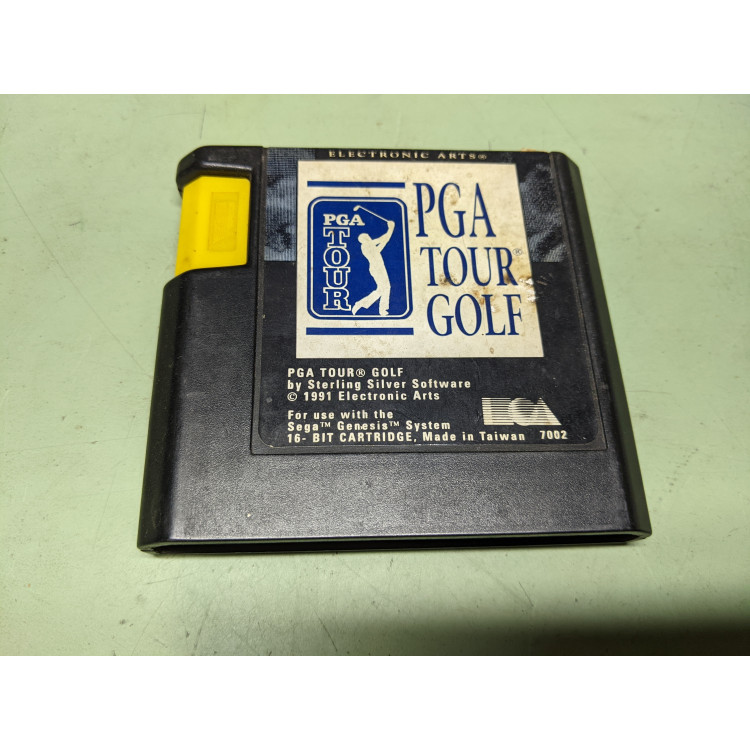 ELECTRONIC ARTS®
PGA
TOUR
PGA
TOUR®
GOLF
PGA TOUR® GOLF
by Sterling Silver Software
© 1991 Electronic Arts
For use with the
Sega™ Genesis™ System
16- BIT CARTRIDGE, Made in Taiwan 7002
EA